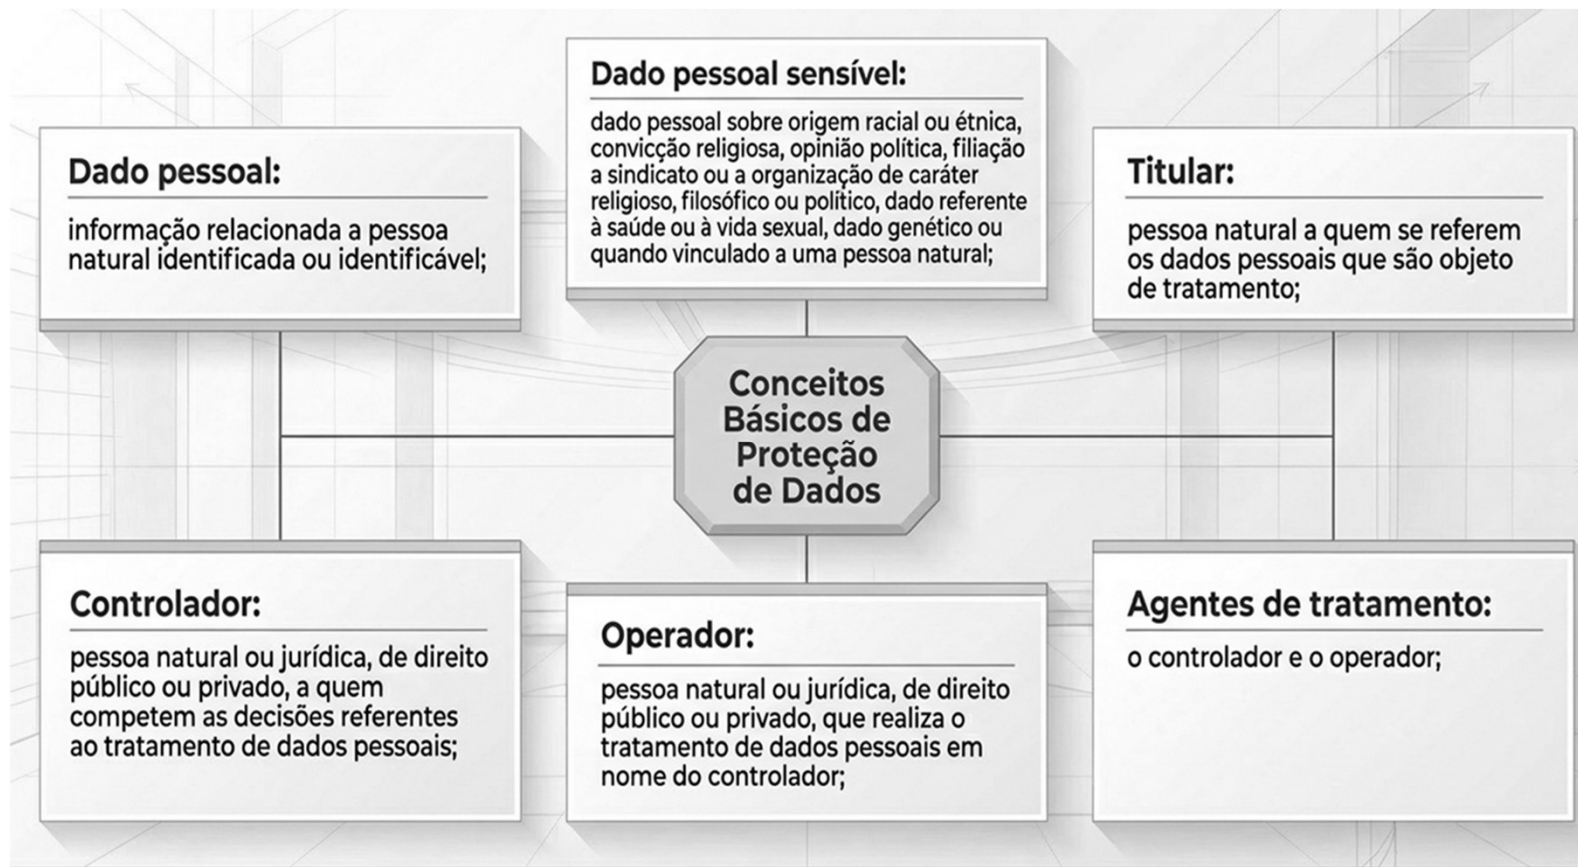 Dado pessoal:
informação relacionada a pessoa
natural identificada ou identificável;
Dado pessoal sensível:
dado pessoal sobre origem racial ou étnica,
convicção religiosa, opinião política, filiação
a sindicato ou a organização de caráter
religioso, filosófico ou político, dado referente
à saúde ou à vida sexual, dado genético ou
quando vinculado a uma pessoa natural;
Titular:
pessoa natural a quem se referem
os dados pessoais que são objeto
de tratamento;
Conceitos
Básicos de
Proteção
de Dados
Controlador:
pessoa natural ou jurídica, de direito
público ou privado, a quem
competem as decisões referentes
ao tratamento de dados pessoais;
Operador:
pessoa natural ou jurídica, de direito
público ou privado, que realiza o
tratamento de dados pessoais em
nome do controlador;
Agentes de tratamento:
o controlador e o operador;